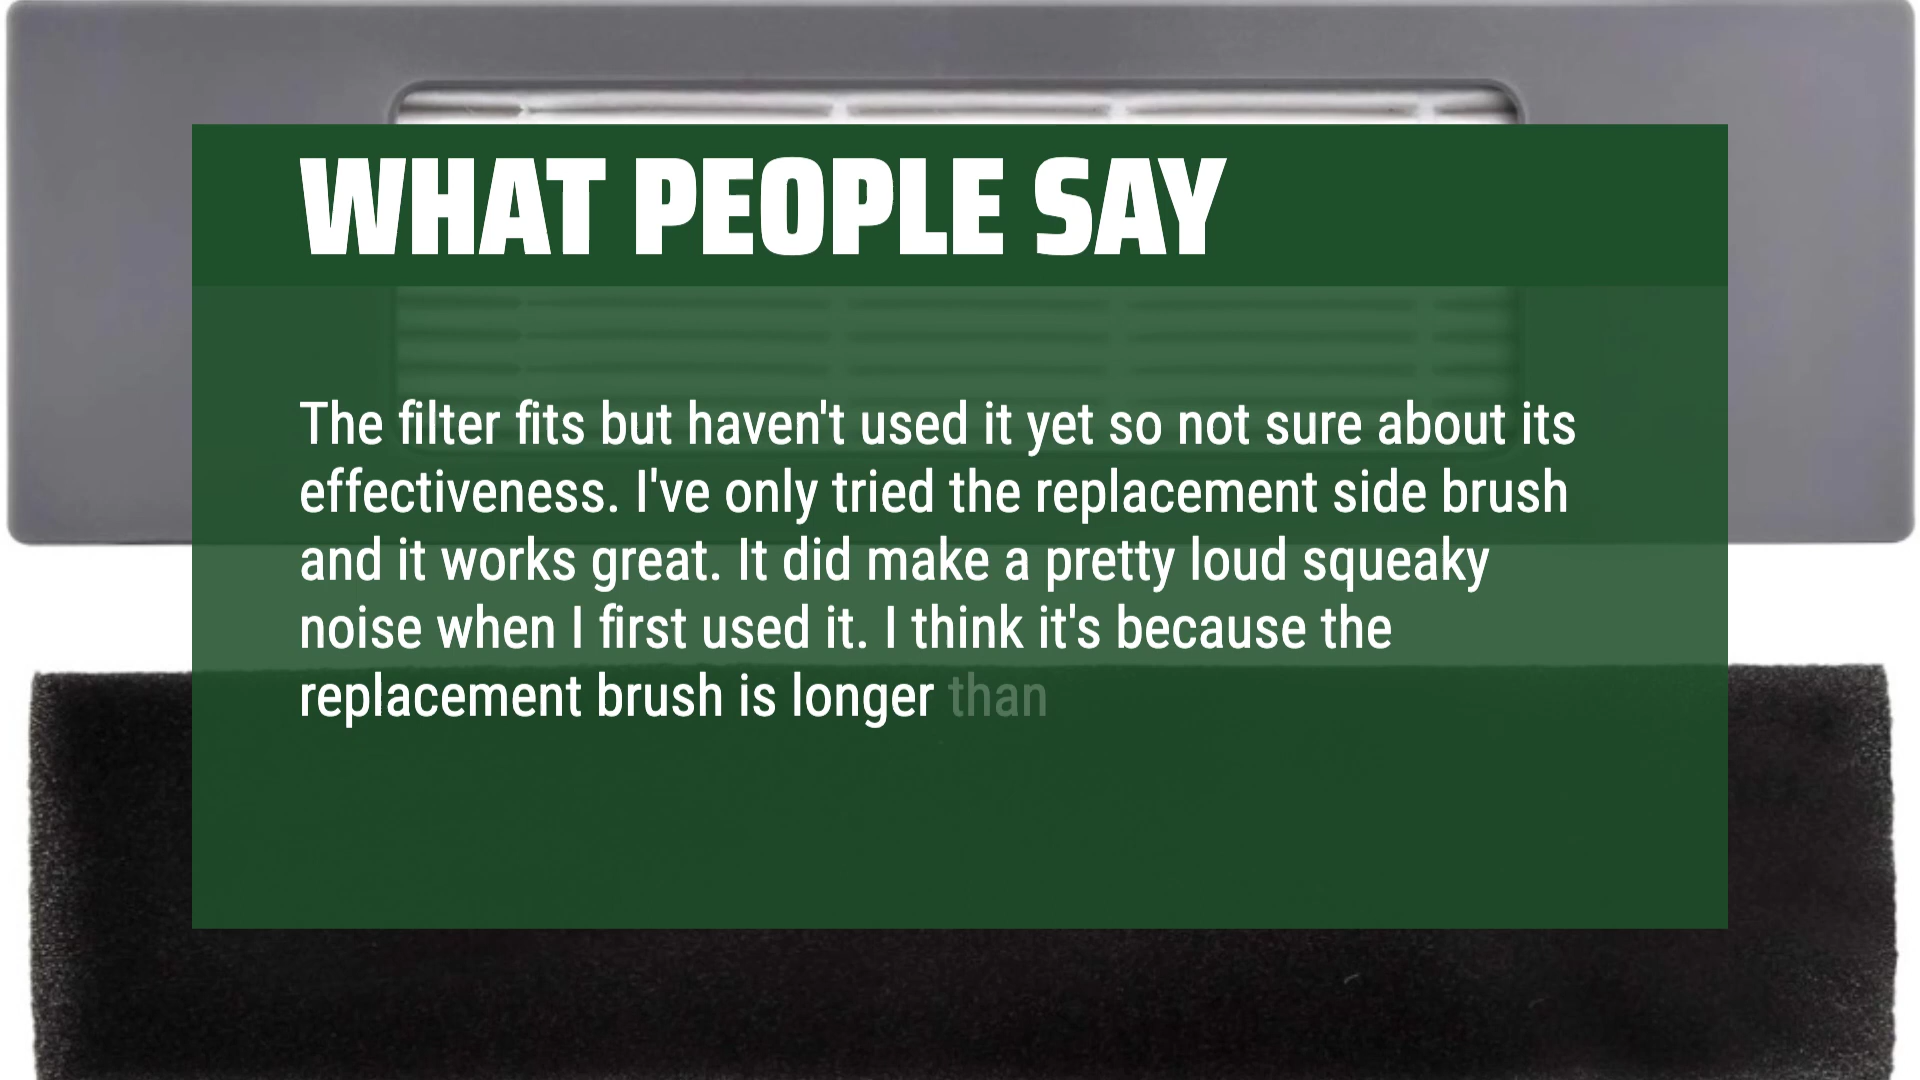 WHAT PEOPLE SAY
The filter fits but haven't used it yet so not sure about its
effectiveness. I've only tried the replacement side brush
and it works great. It did make a pretty loud squeaky
noise when I first used it. I think it's because the
replacement brush is longer than